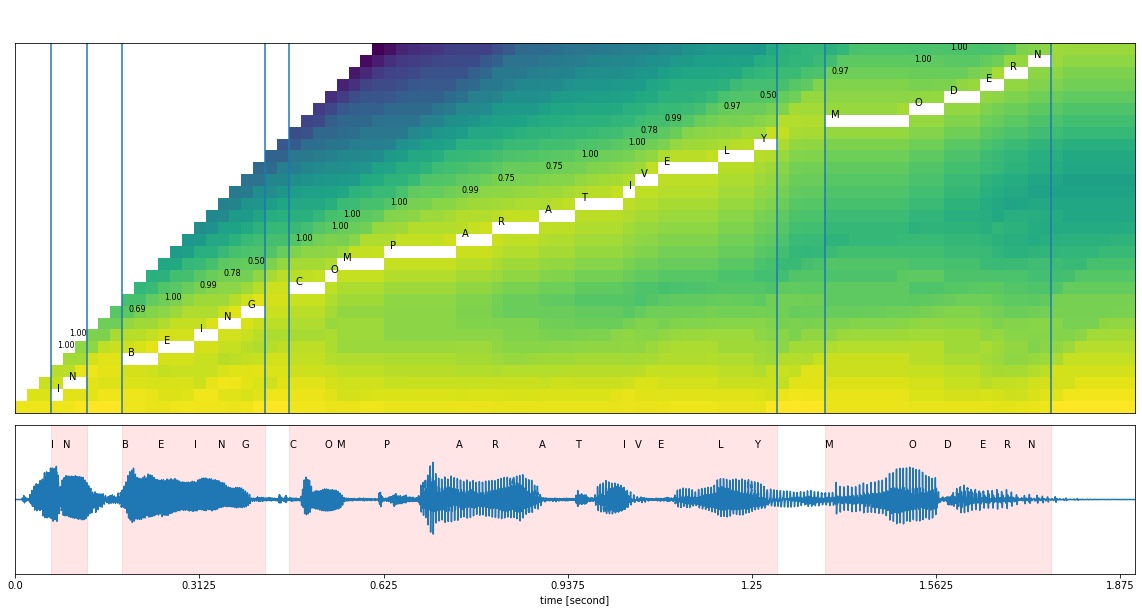 1.00 N
0.97 1.00 R
E
0.50 D
0.97 O
0.99 M
0.78 Y
1.00 L
1.00 E
0.75 V
0.75 I
0.99 T
1.00 A
1.00 R
1.00 A
1.00 P
0.50 M
0.78 O
0.99 C
1.00 G
0.69 N
1.00 I
1.00 E
B
N
I
I N B E I N G C O M P A R A T I V E L Y M O D E R N
0.0 0.3125 0.625 0.9375 1.25 1.5625 1.875
time [second]